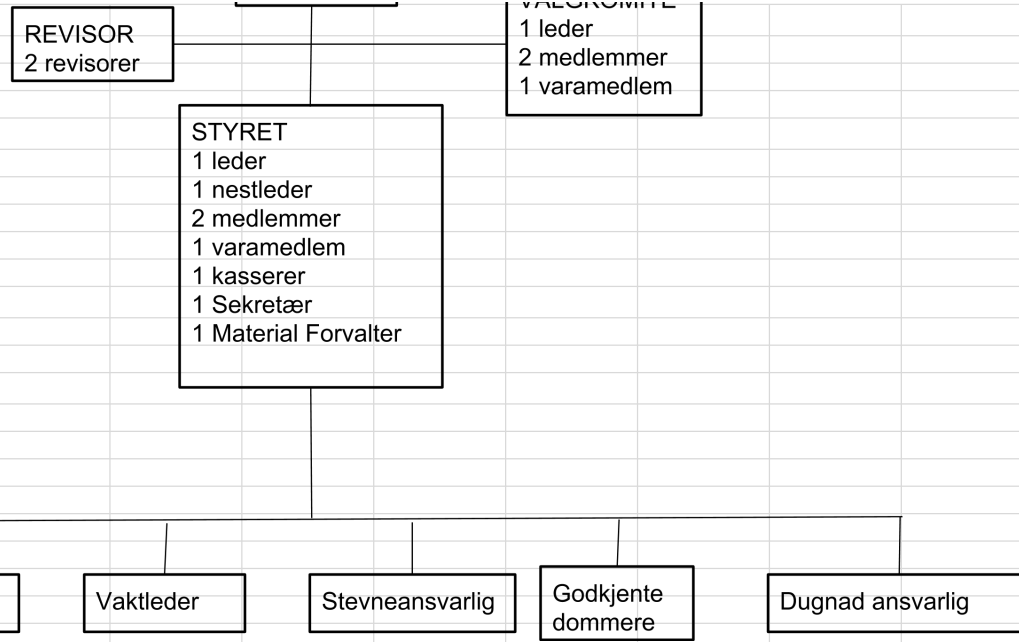 REVISOR
2 revisorer
VALGKOMITE
1 leder
2 medlemmer
1 varamedlem
STYRET
1 leder
1 nestleder
2 medlemmer
1 varamedlem
1 kasserer
1 Sekretær
1 Material Forvalter
Vaktleder
Stevneansvarlig
Godkjente
dommere
Dugnad ansvarlig